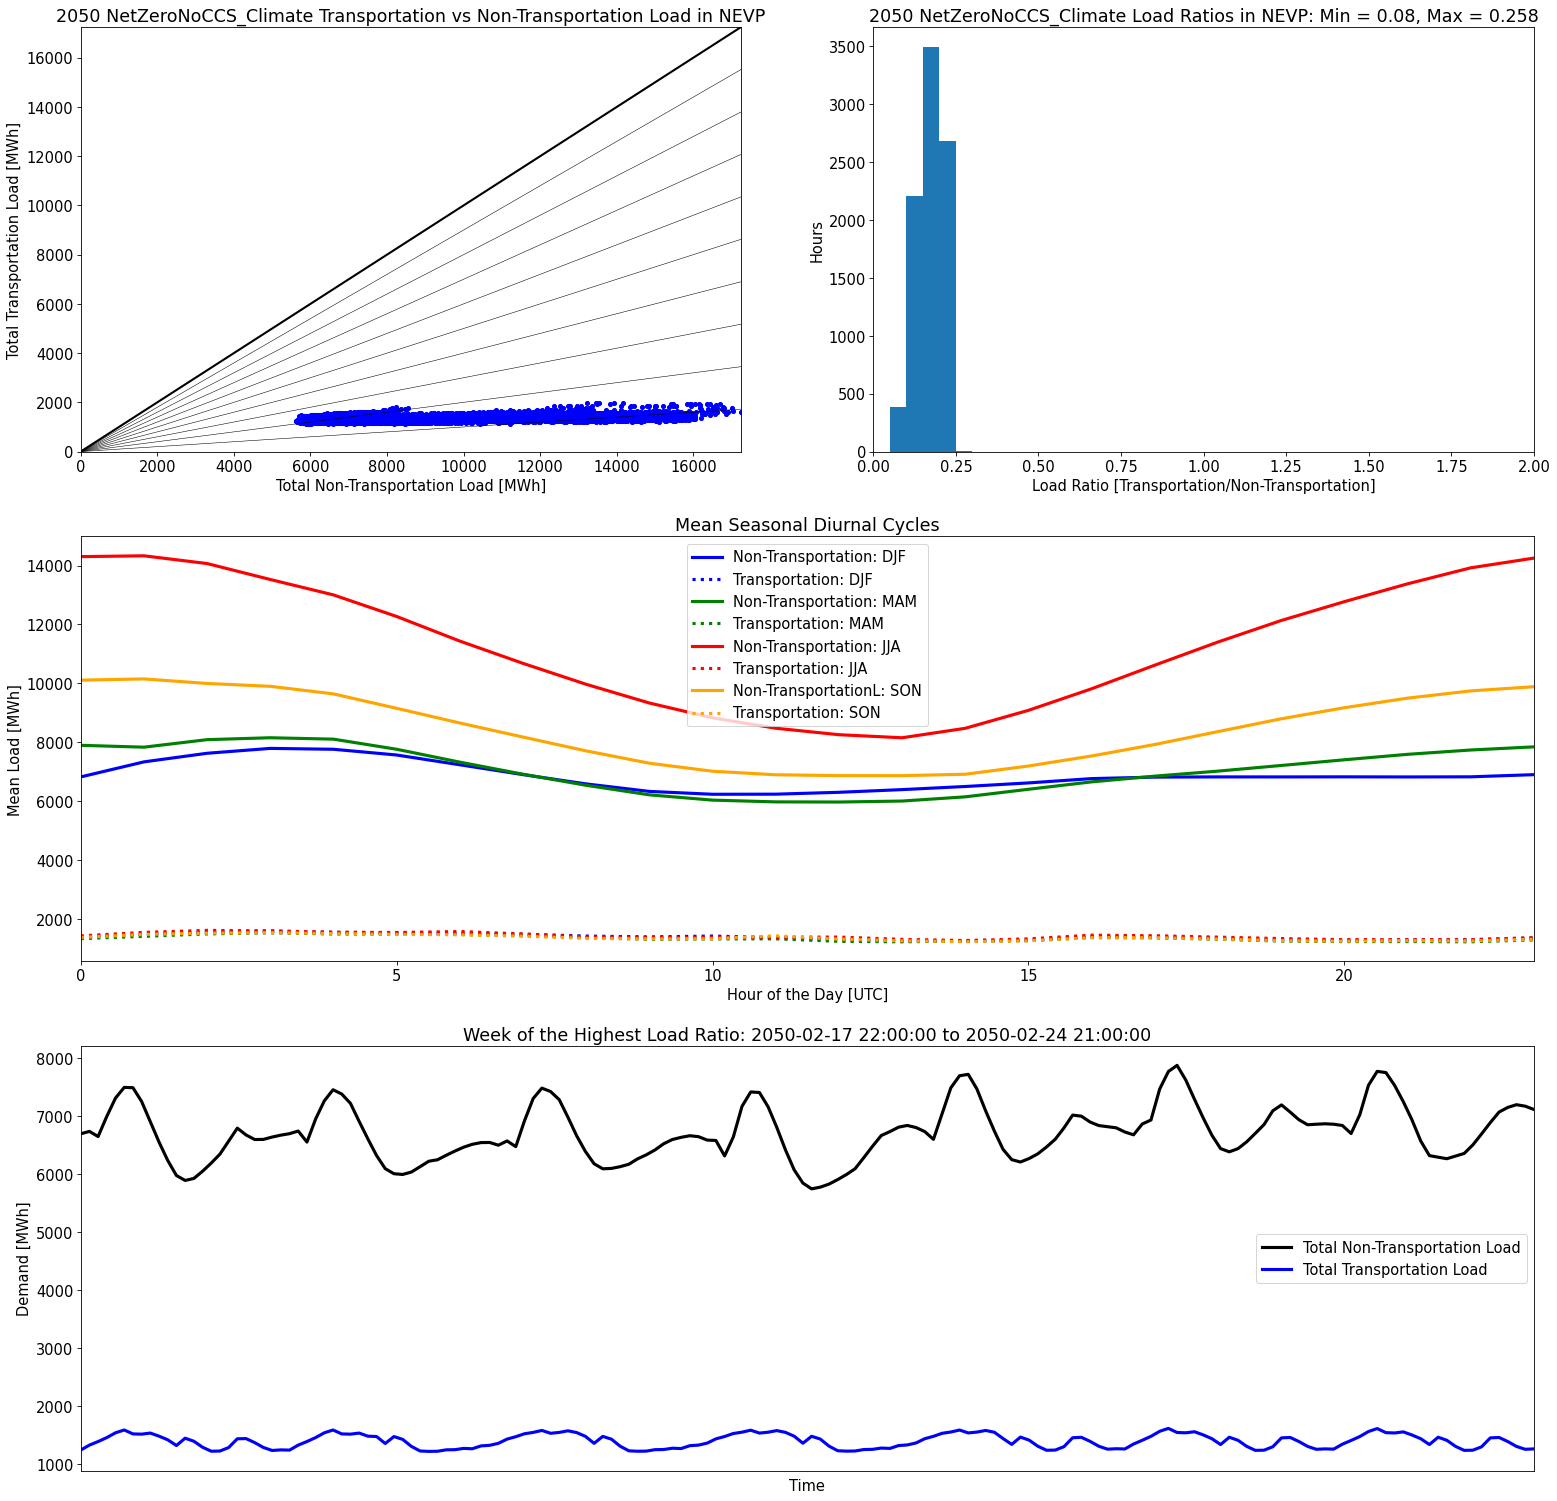 2050 NetZeroNoCCS_Climate Transportation vs Non-Transportation Load in NEVP
Total Transportation Load [MWh]
16000
14000
12000
10000
8000
6000
4000
2000
0
0 2000 4000 6000 8000 10000 12000 14000 16000
Total Non-Transportation Load [MWh]
2050 NetZeroNoCCS_Climate Load Ratios in NEVP: Min = 0.08, Max = 0.258
Hours
3500
3000
2500
2000
1500
1000
500
0
0.00 0.25 0.50 0.75 1.00 1.25 1.50 1.75 2.00
Load Ratio [Transportation/Non-Transportation]
Mean Seasonal Diurnal Cycles
Mean Load [MWh]
14000
12000
10000
8000
6000
4000
2000
Non-Transportation: DJF
Transportation: DJF
Non-Transportation: MAM
Transportation: MAM
Non-Transportation: JJA
Transportation: JJA
Non-TransportationL: SON
Transportation: SON
0 5 10 15 20
Hour of the Day [UTC]
Week of the Highest Load Ratio: 2050-02-17 22:00:00 to 2050-02-24 21:00:00
Demand [MWh]
8000
7000
6000
5000
4000
3000
2000
1000
Total Non-Transportation Load
Total Transportation Load
Time